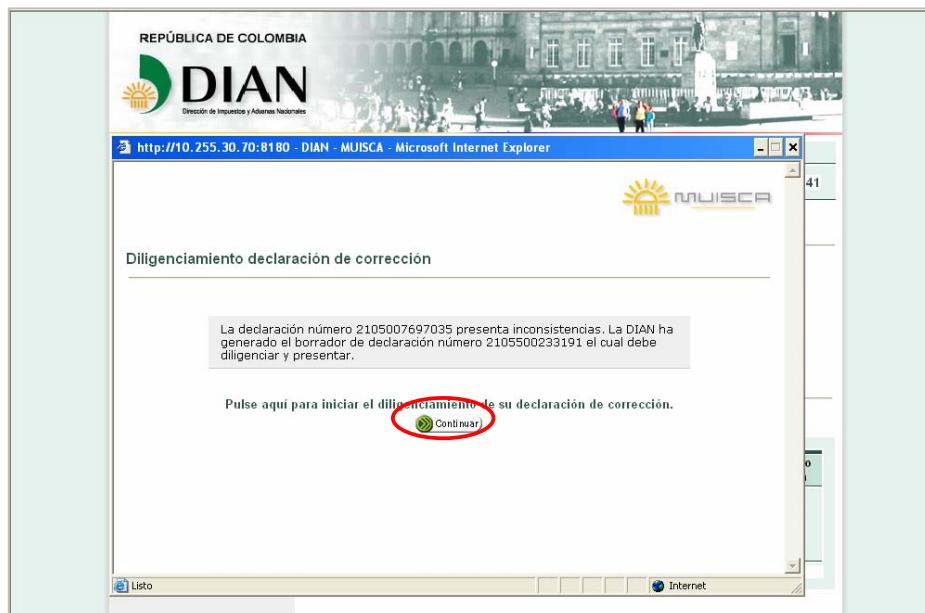 REPÚBLICA DE COLOMBIA
DIAN
Dirección de Impuestos y Aduanas Nacionales
http://10.255.30.70:8180 - DIAN - MUISCA - Microsoft Internet Explorer
41
MUISCA
Diligenciamiento declaración de corrección
La declaración número 2105007697035 presenta inconsistencias. La DIAN ha
generado el borrador de declaración número 2105500233191 el cual debe
diligenciar y presentar.
Pulse aquí para iniciar el diligenciamiento de su declaración de corrección.
Continuar
o
Listo
Internet